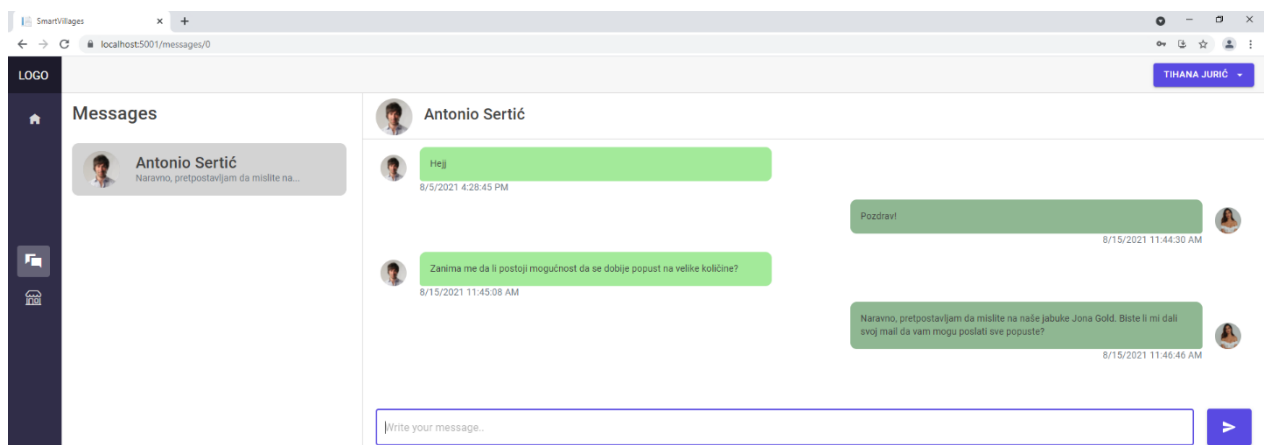 SmartVillages
localhost:5001/messages/0
LOGO
TIHANA JURIĆ
Messages
Antonio Sertić
Naravno, pretpostavljam da mislite na...
Antonio Sertić
Hejj
8/5/2021 4:28:45 PM
Pozdrav!
8/15/2021 11:44:30 AM
Zanima me da li postoji mogućnost da se dobije popust na velike količine?
8/15/2021 11:45:08 AM
Naravno, pretpostavljam da mislite na naše jabuke Jona Gold. Biste li mi dali
svoj mail da vam mogu poslati sve popuste?
8/15/2021 11:46:46 AM
Write your message..